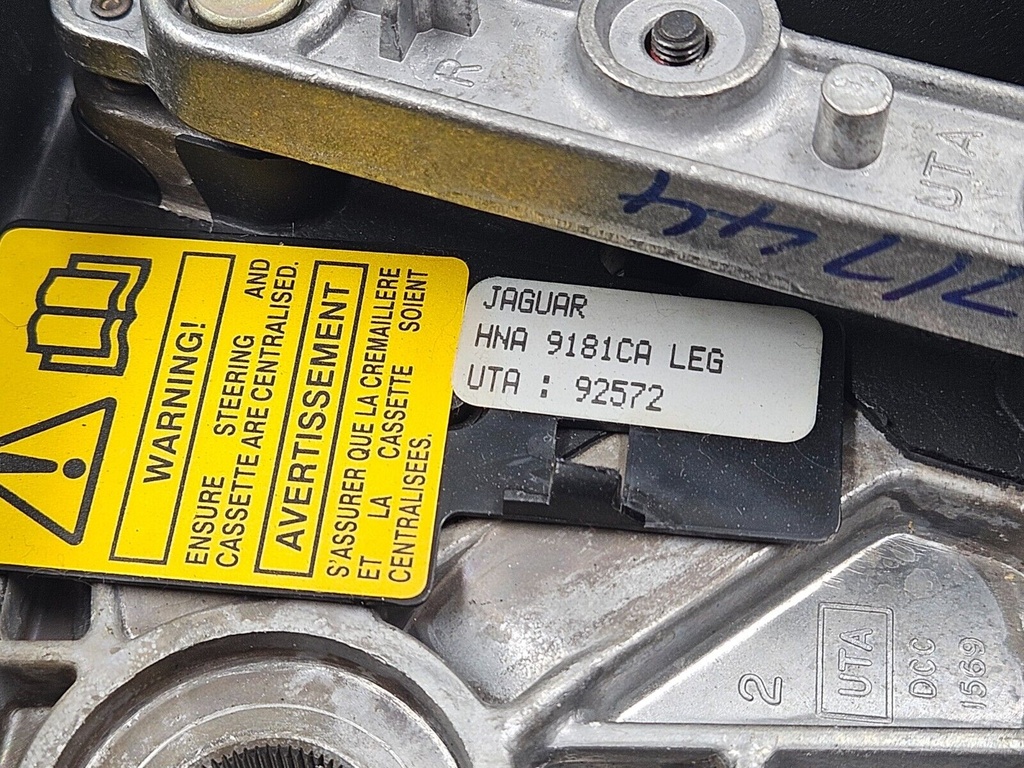 R
UTA
7174
WARNING!
ENSURE STEERING AND
CASSETTE ARE CENTRALISED.
AVERTISSEMENT
S'ASSURER QUE LA CREMAILLERE
ET LA CASSETTE SOIENT
CENTRALISEES.
JAGUAR
HNA 9181CA LEG
UTA : 92572
2
UTA
DCC
1569